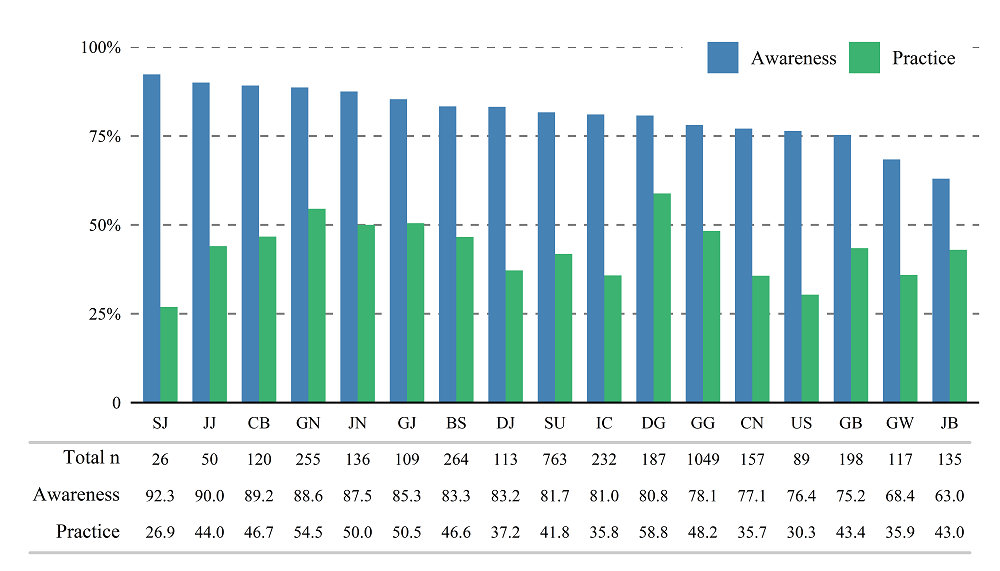 100%
Awareness Practice
75%
50%
25%
0
SJ JJ CB GN JN GJ BS DJ SU IC DG GG CN US GB GW JB
Total n 26 50 120 255 136 109 264 113 763 232 187 1049 157 89 198 117 135
Awareness 92.3 90.0 89.2 88.6 87.5 85.3 83.3 83.2 81.7 81.0 80.8 78.1 77.1 76.4 75.2 68.4 63.0
Practice 26.9 44.0 46.7 54.5 50.0 50.5 46.6 37.2 41.8 35.8 58.8 48.2 35.7 30.3 43.4 35.9 43.0